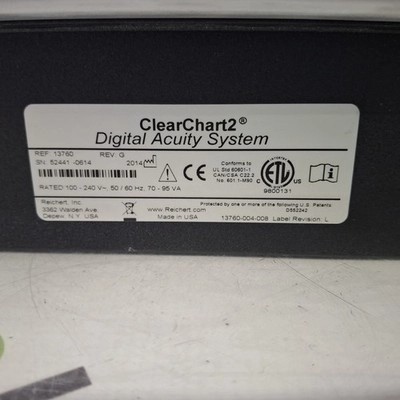 ClearChart2®
Digital Acuity System
REF: 13760 REV: G
SN: 52441 -0614 2014
Conforms to
UL Std 60601-1
CAN/CSA C22.2
No. 601.1-M90
C ETL US
9800131
RATED: 100 - 240 V~, 50 / 60 Hz, 70 - 95 VA
Reichert, Inc.
3362 Walden Ave
Depew, N.Y. USA
www.Reichert.com
Made in USA
Protected by one or more of the following U.S. Patents:
D552342
13760-004-008 Label Revision: L